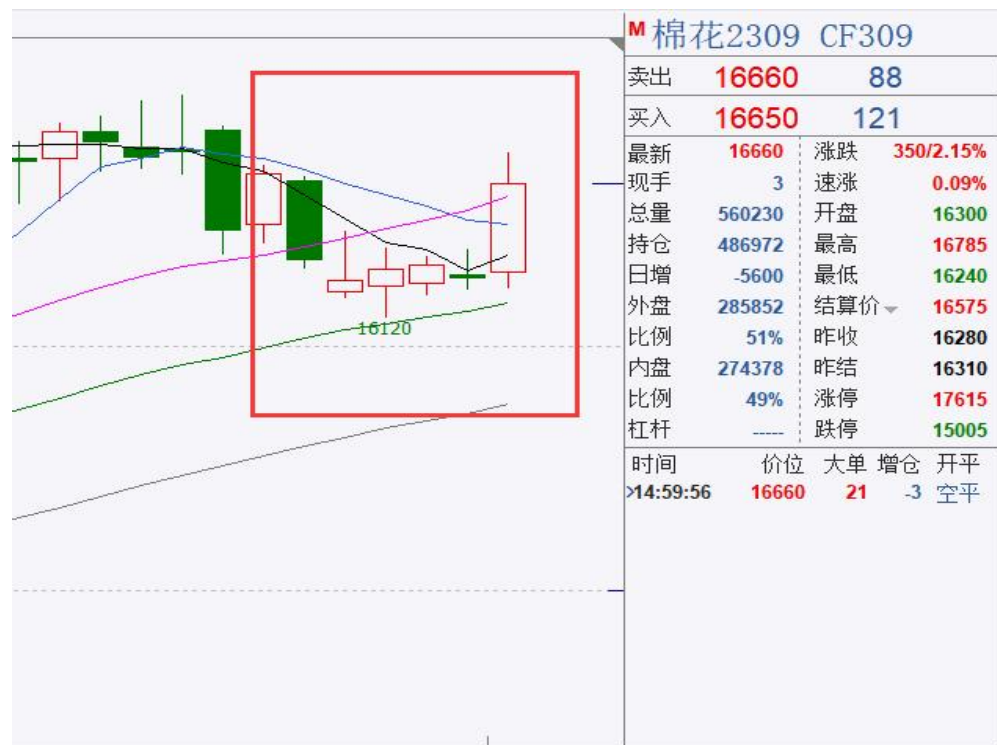 M 棉花2309 CF309
卖出 16660 88
买入 16650 121
最新 16660 涨跌 350/2.15%
现手 3 速涨 0.09%
总量 560230 开盘 16300
持仓 486972 最高 16785
日增 -5600 最低 16240
外盘 285852 结算价 16575
比例 51% 昨收 16280
内盘 274378 昨结 16310
比例 49% 涨停 17615
杠杆 ----- 跌停 15005
时间 价位 大单 增仓 开平
14:59:56 16660 21 -3 空平
16120